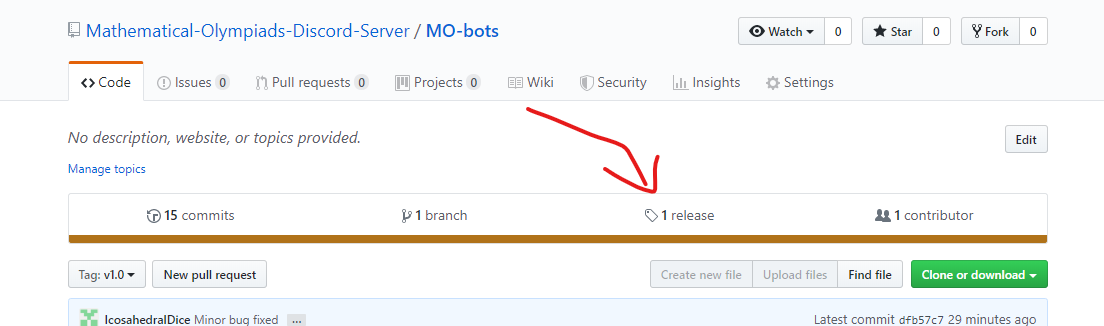 Mathematical-Olympiads-Discord-Server / MO-bots
Watch 0 Star 0 Fork 0
Code Issues 0 Pull requests 0 Projects 0 Wiki Security Insights Settings
No description, website, or topics provided.
Edit
Manage topics
15 commits 1 branch 1 release 1 contributor
Tag: v1.0 New pull request Create new file Upload files Find file Clone or download
IcosahedralDice Minor bug fixed ... Latest commit dfb57c7 29 minutes ago